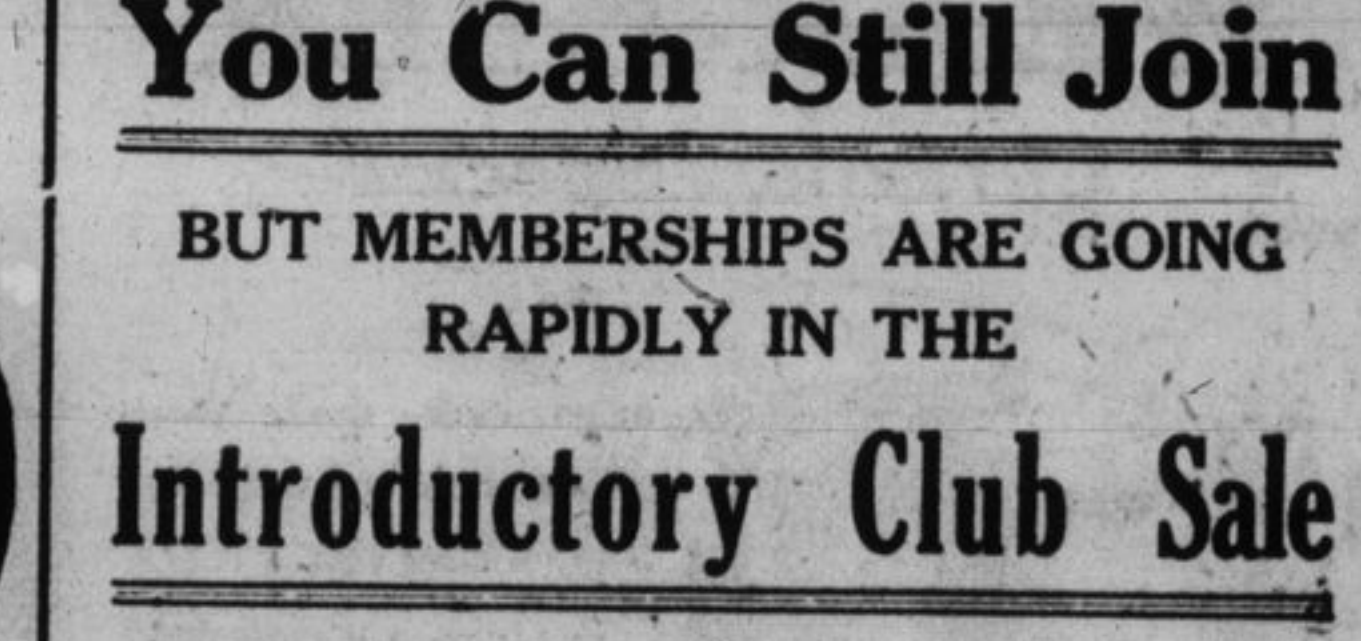 You Can Still Join
BUT MEMBERSHIPS ARE GOING
RAPIDLY IN THE
Introductory Club Sale